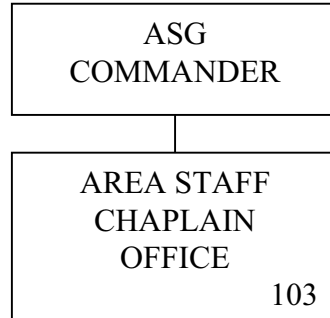 ASG
COMMANDER
AREA STAFF
CHAPLAIN
OFFICE
103